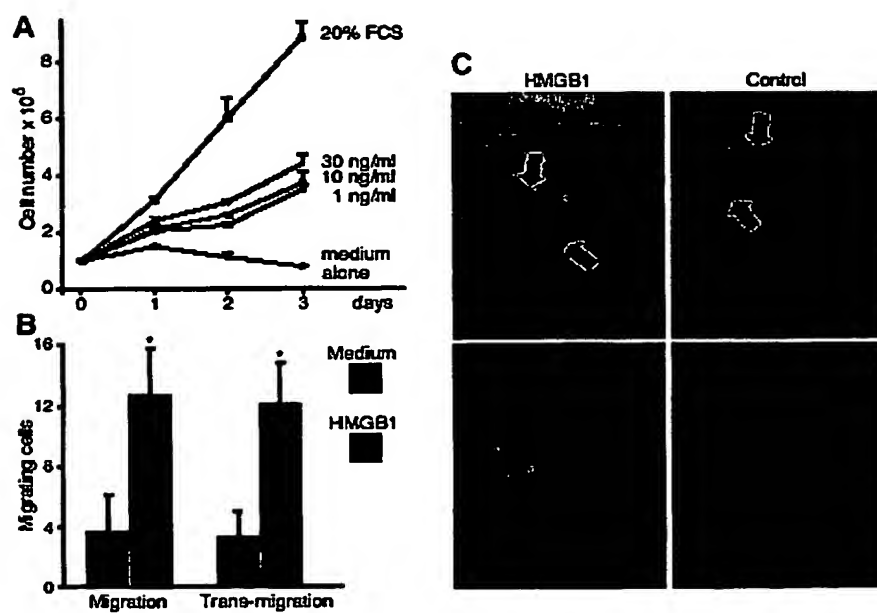 A
20% FCS
8
6
4
2
0
Cell number x 10⁵
30 ng/ml
10 ng/ml
1 ng/ml
medium
alone
0 1 2 3
days
B
16
12
8
4
0
Migrating cells
Medium
HMGB1
Migration Trans-migration
C
HMGB1 Control